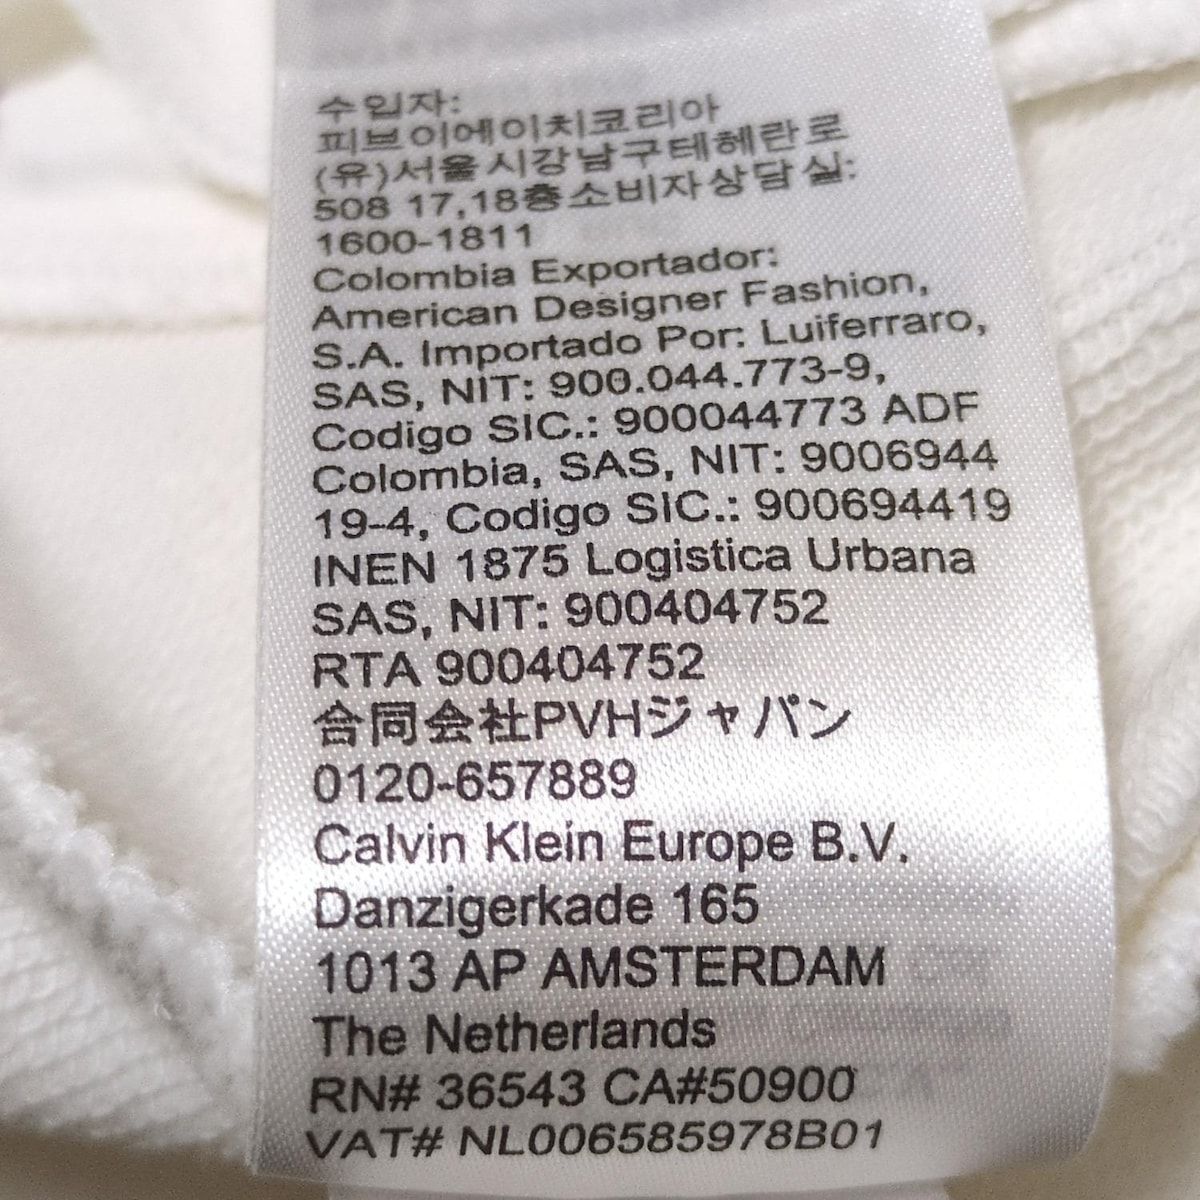 수입자:
피브이에이치코리아
(유)서울시강남구테헤란로
508 17,18층소비자상담실:
1600-1811
Colombia Exportador:
American Designer Fashion,
S.A. Importado Por: Luiferraro,
SAS, NIT: 900.044.773-9,
Codigo SIC.: 900044773 ADF
Colombia, SAS, NIT: 9006944
19-4, Codigo SIC.: 900694419
INEN 1875 Logistica Urbana
SAS, NIT: 900404752
RTA 900404752
合同会社PVHジャパン
0120-657889
Calvin Klein Europe B.V.
Danzigerkade 165
1013 AP AMSTERDAM
The Netherlands
RN# 36543 CA#50900
VAT# NL006585978B01